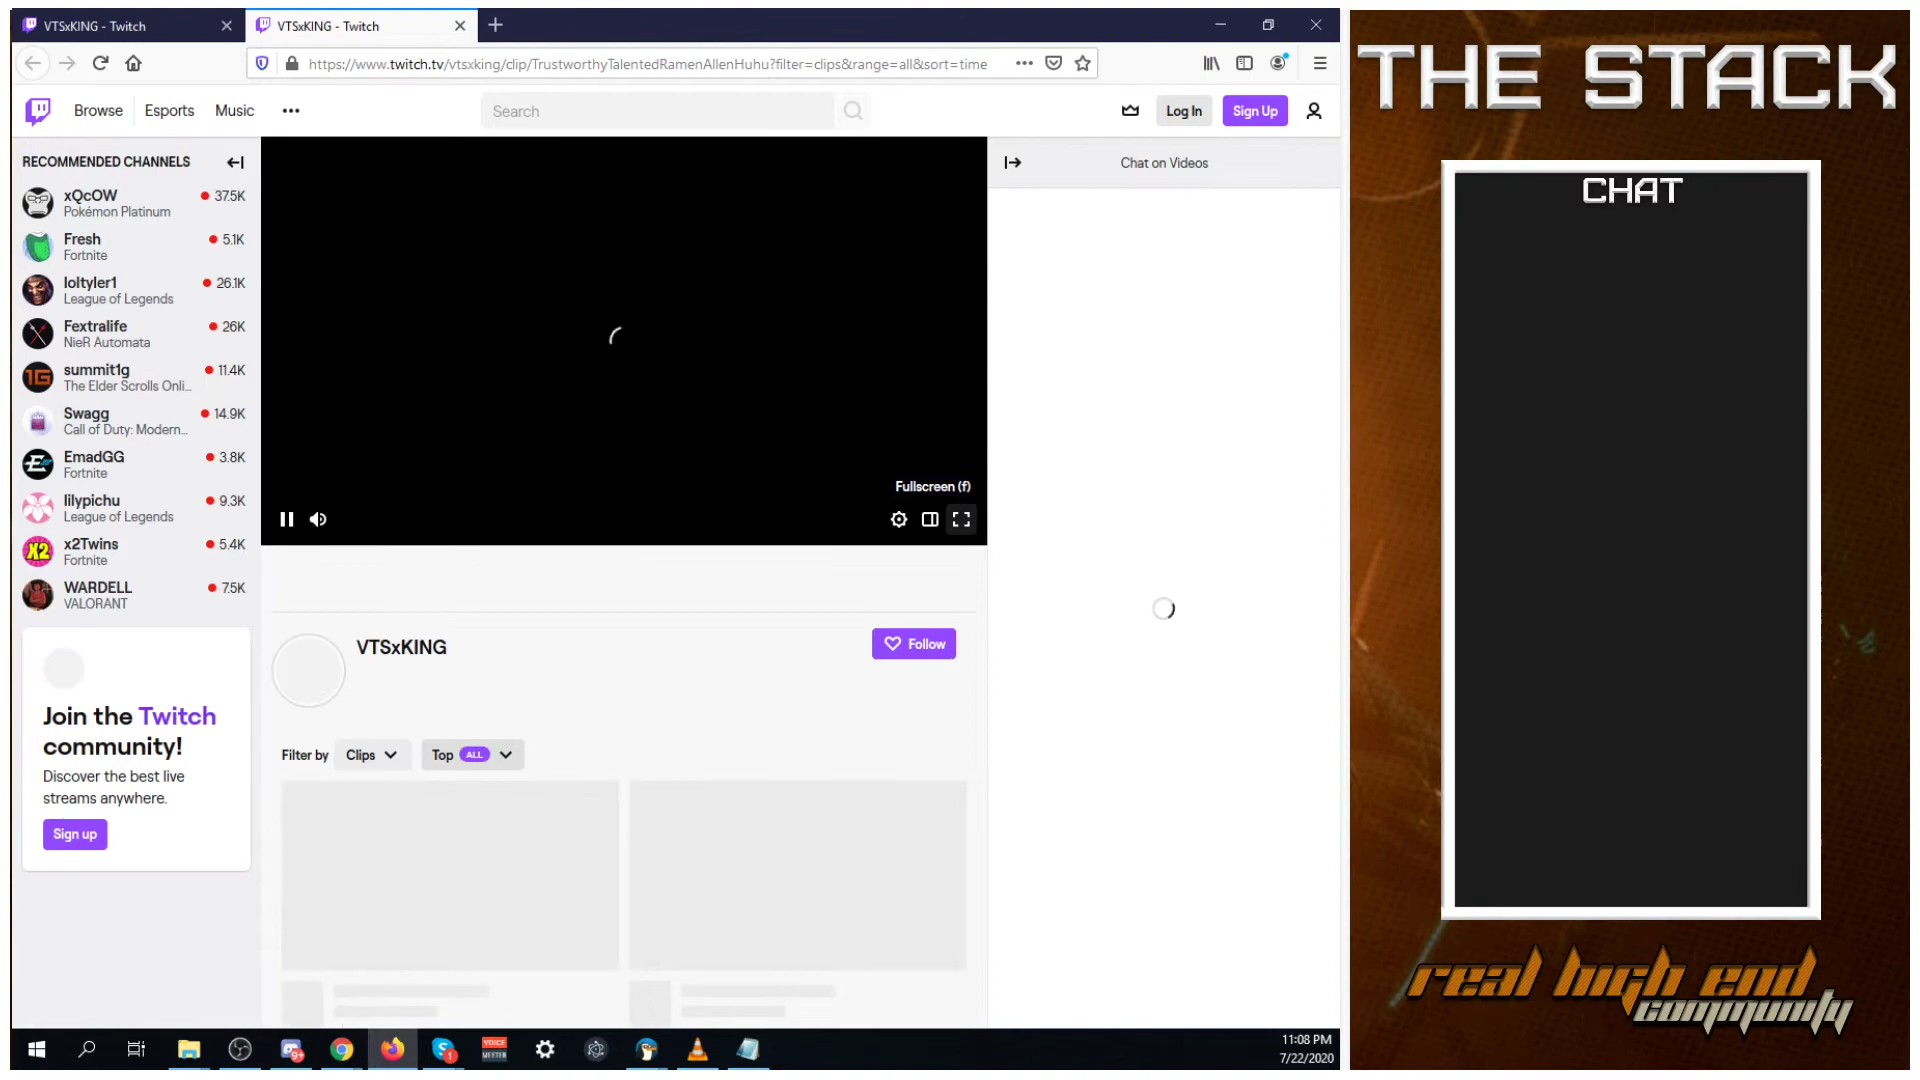 VTSxKING - Twitch
VTSxKING - Twitch
https://www.twitch.tv/vtsxking/clip/TrustworthyTalentedRamenAllenHuhu?filter=clips&range=all&sort=time
Browse
Esports
Music
Search
Log In
Sign Up
RECOMMENDED CHANNELS
xQcOW
37.5K
Pokémon Platinum
Fresh
5.1K
Fortnite
loltyler1
26.1K
League of Legends
Fextralife
26K
NieR Automata
summit1g
11.4K
The Elder Scrolls Onli...
Swagg
14.9K
Call of Duty: Modern...
EmadGG
3.8K
Fortnite
lilypichu
9.3K
League of Legends
x2Twins
5.4K
Fortnite
WARDELL
7.5K
VALORANT
Join the Twitch
community!
Discover the best live
streams anywhere.
Sign up
Fullscreen (f)
VTSxKING
Follow
Filter by
Clips
Top ALL
Chat on Videos
THE STACK
CHAT
real high end
community
1G
X2
9+
1
VOICE
MEETER
11:08 PM
7/22/2020